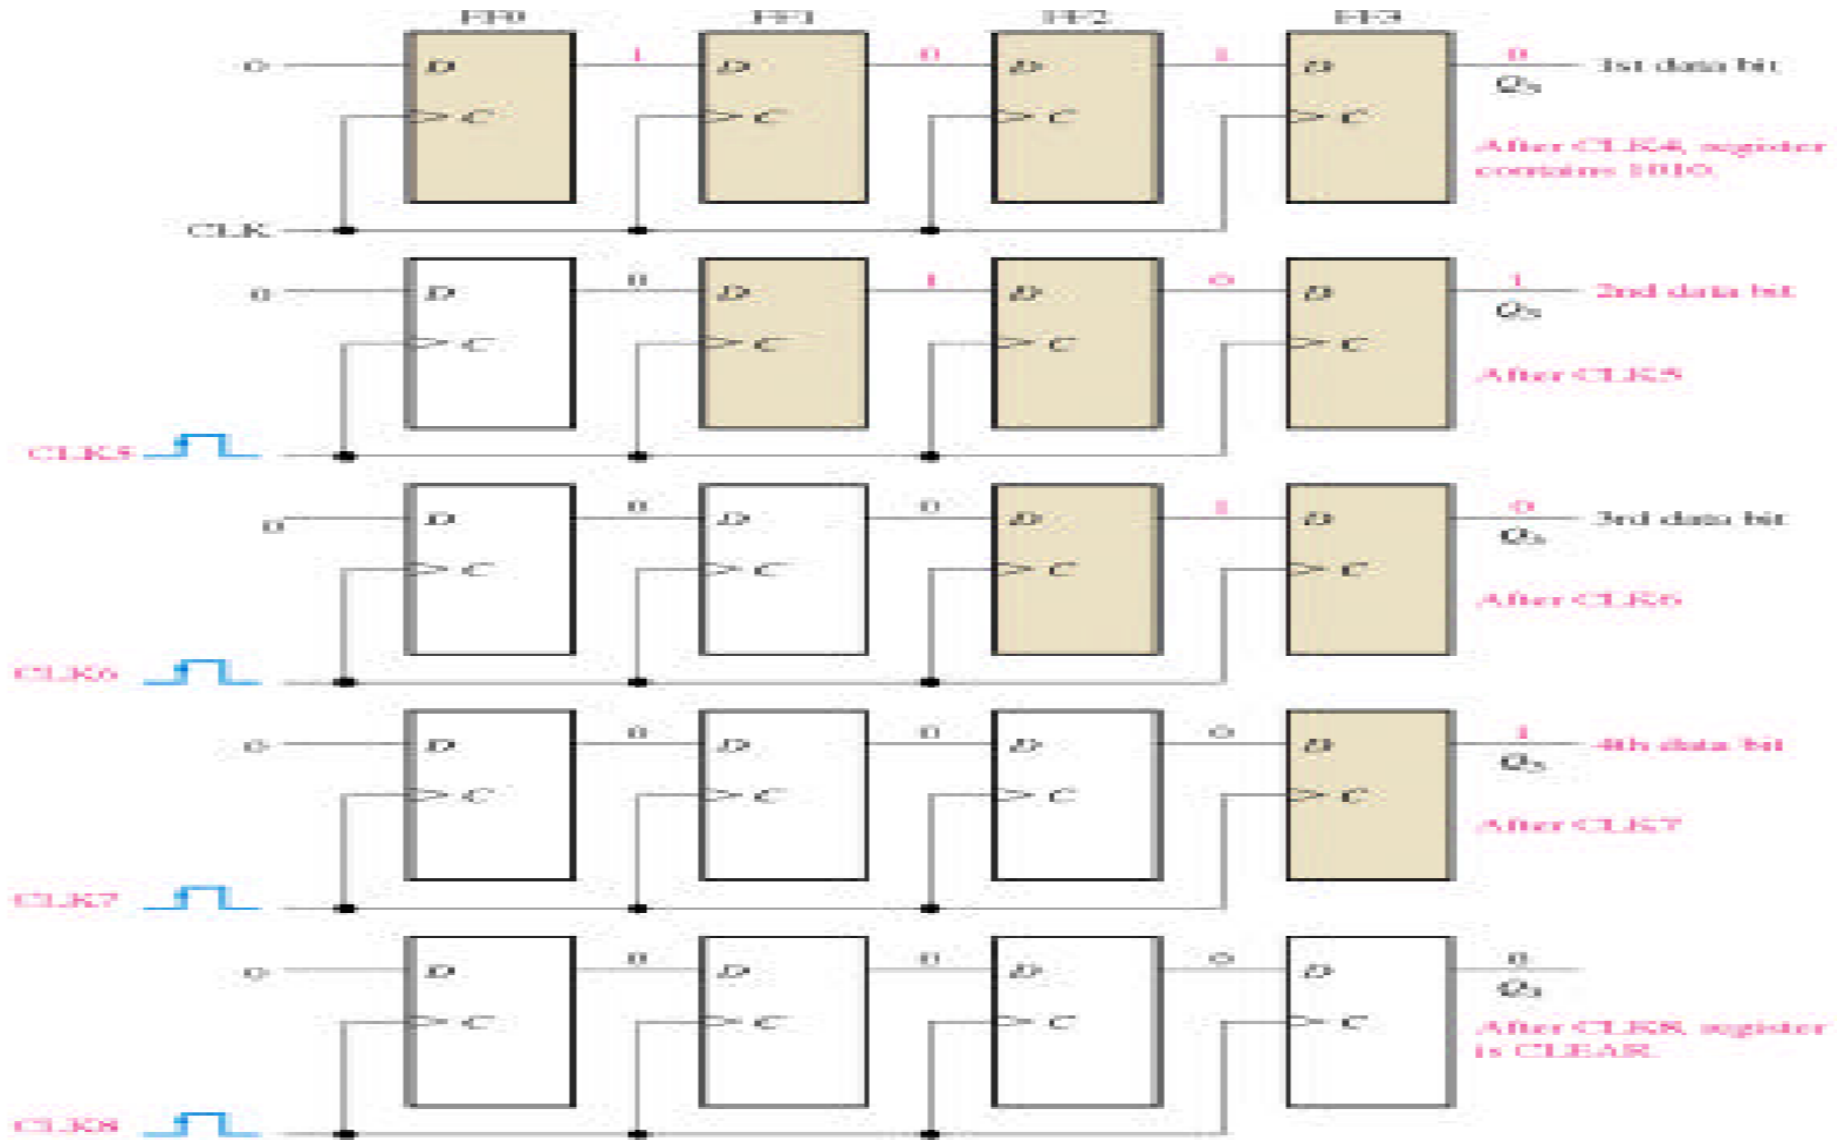 FF0 FF1 FF2 FF3
0 D 1 D 0 D 1 D 0 1st data bit
Q3
C C C C
After CLK4, register
contains 1010.
CLK
0 D 0 D 1 D 0 D 1 2nd data bit
Q3
C C C C
After CLK5
CLK5
0 D 0 D 0 D 1 D 0 3rd data bit
Q3
C C C C
After CLK6
CLK6
0 D 0 D 0 D 0 D 1 4th data bit
Q3
C C C C
After CLK7
CLK7
0 D 0 D 0 D 0 D 0
Q3
C C C C
After CLK8, register
is CLEAR.
CLK8